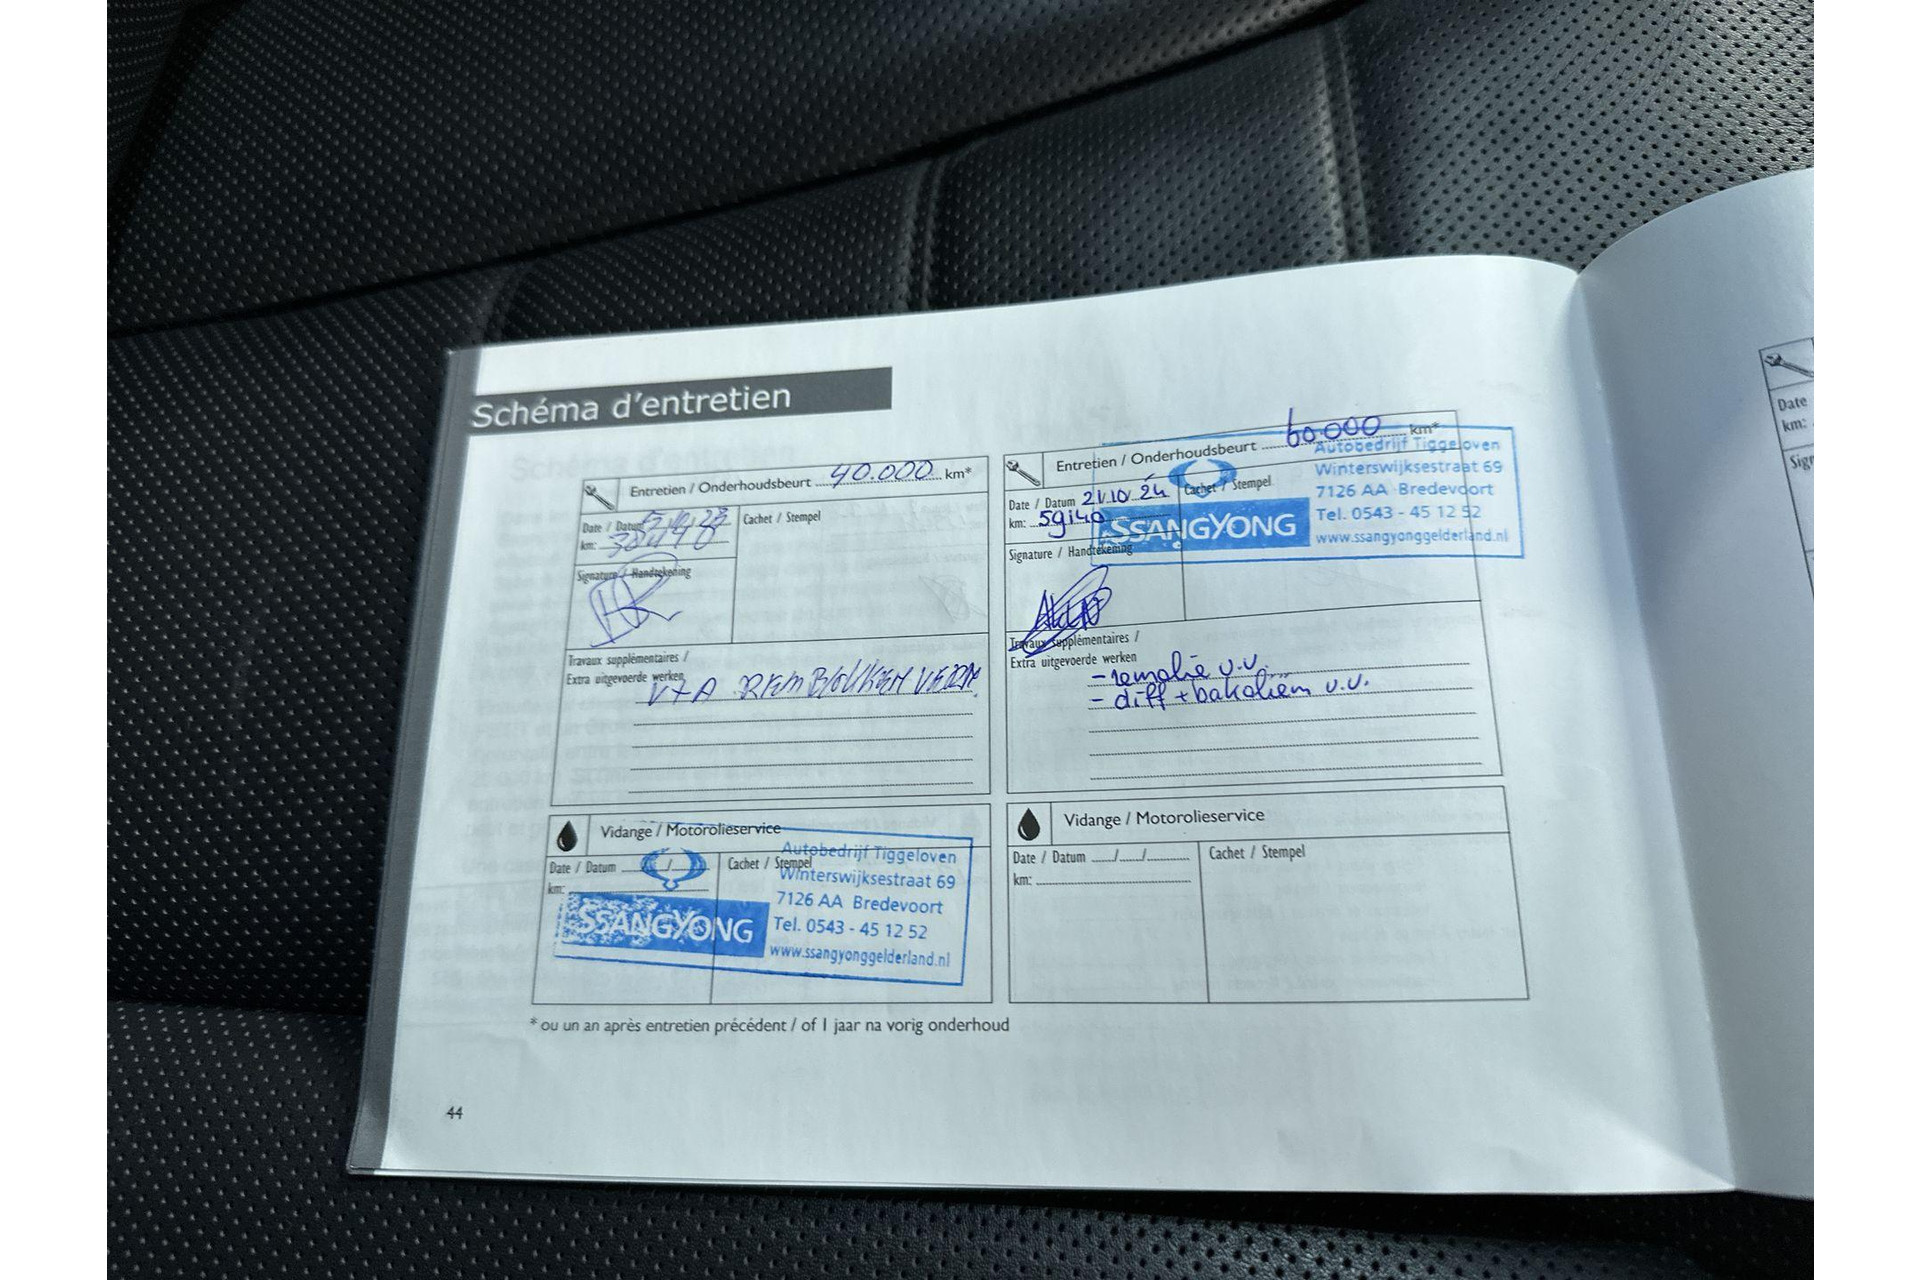 Schéma d'entretien
Entretien / Onderhoudsbeurt 40.000 km*
Date / Datum
km:
Cachet / Stempel
Signature / Handtekening
Travaux supplémentaires /
Extra uitgevoerde werken
V+A REMBLOKKEN VERN.
Vidange / Motorolieservice
Date / Datum ..../..../..........
km:
Cachet / Stempel
SSANGYONG
Autobedrijf Tiggeloven
Winterswijksestraat 69
7126 AA Bredevoort
Tel. 0543 - 45 12 52
www.ssangyonggelderland.nl
* ou un an après entretien précédent / of 1 jaar na vorig onderhoud
44
Entretien / Onderhoudsbeurt 60.000 km*
Date / Datum 21/10/24
km: 59140
Cachet / Stempel
SSANGYONG
Autobedrijf Tiggeloven
Winterswijksestraat 69
7126 AA Bredevoort
Tel. 0543 - 45 12 52
www.ssangyonggelderland.nl
Signature / Handtekening
Travaux supplémentaires /
Extra uitgevoerde werken
- remolie v.v.
- diff + bakoliën v.v.
Vidange / Motorolieservice
Date / Datum ..../..../..........
km:
Cachet / Stempel
Date
km: